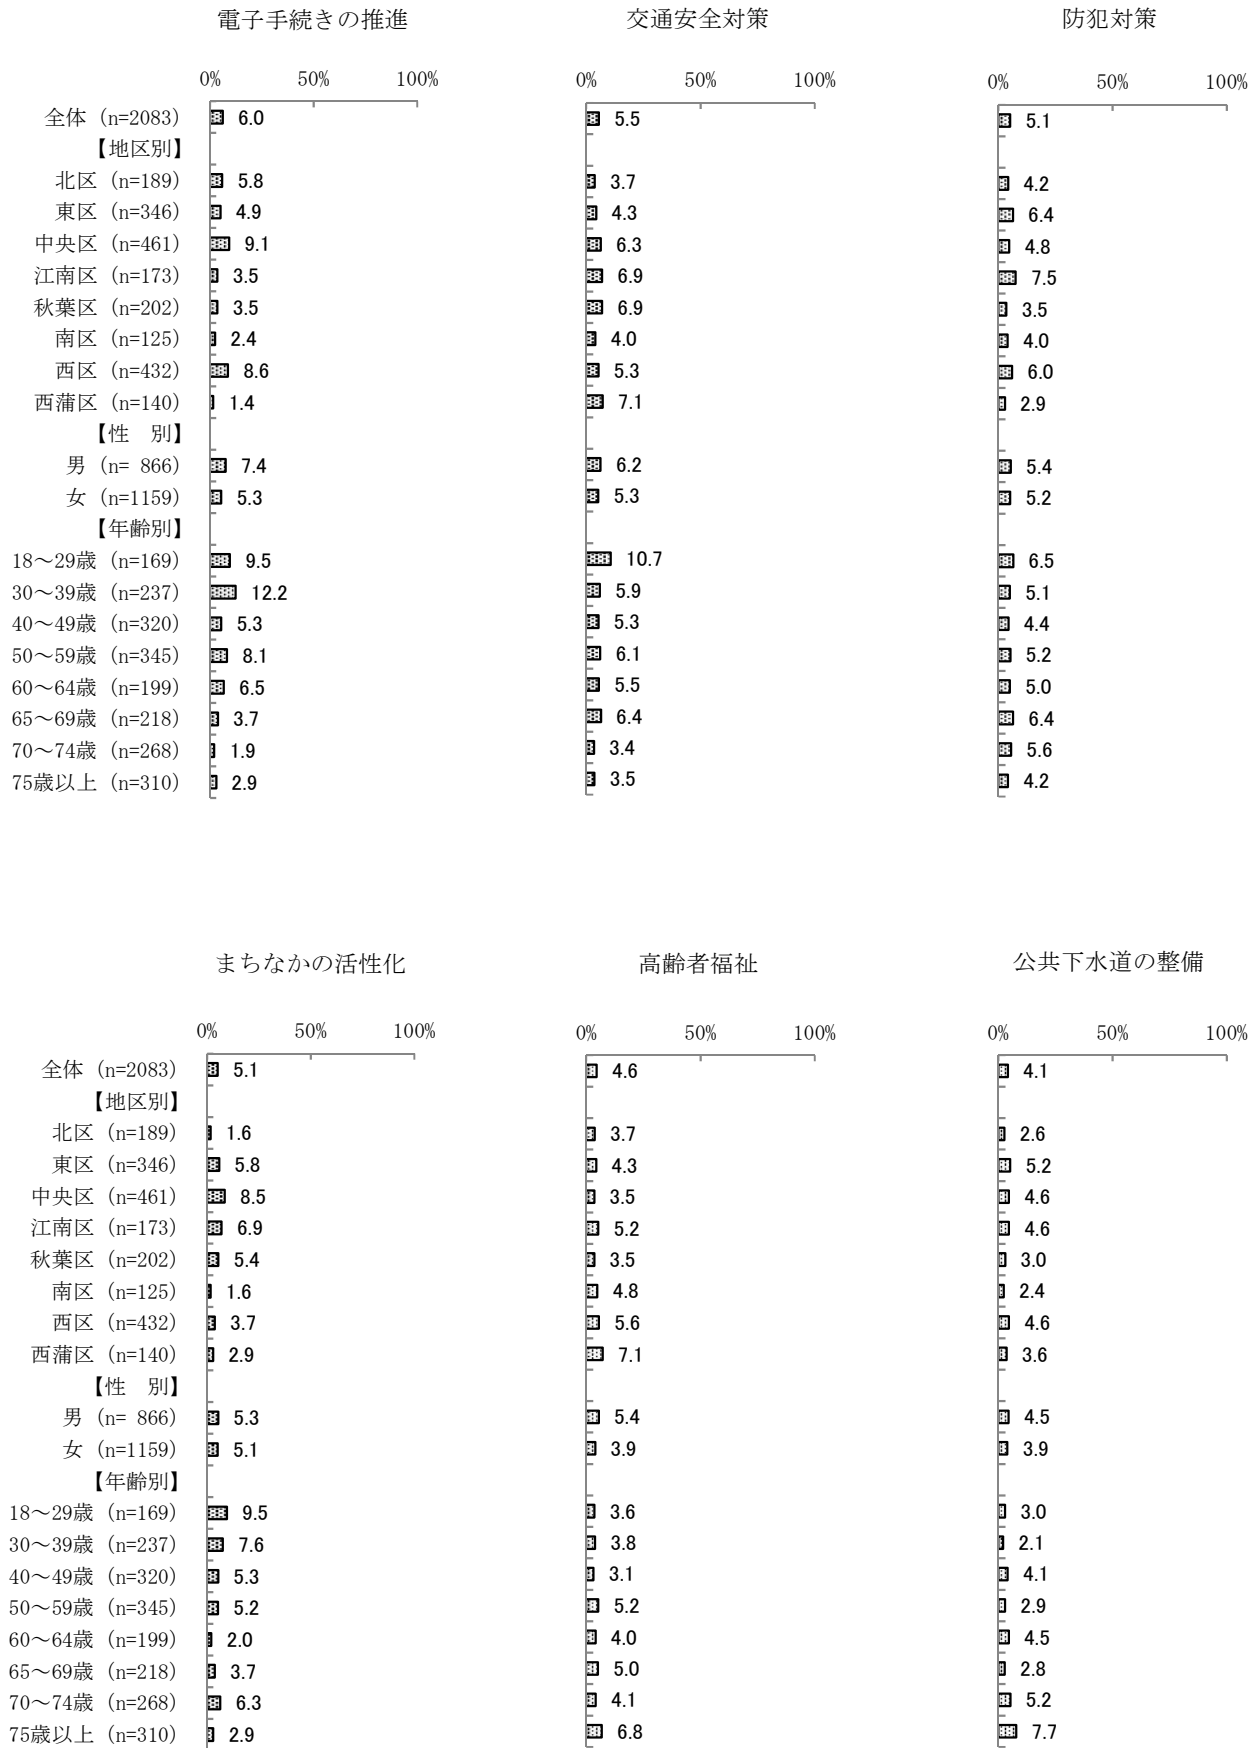 電子手続きの推進 交通安全対策 防犯対策
0% 50% 100% 0% 50% 100% 0% 50% 100%
全体 (n=2083) 6.0 5.5 5.1
【地区別】
北区 (n=189) 5.8 3.7 4.2
東区 (n=346) 4.9 4.3 6.4
中央区 (n=461) 9.1 6.3 4.8
江南区 (n=173) 3.5 6.9 7.5
秋葉区 (n=202) 3.5 6.9 3.5
南区 (n=125) 2.4 4.0 4.0
西区 (n=432) 8.6 5.3 6.0
西蒲区 (n=140) 1.4 7.1 2.9
【性　別】
男 (n= 866) 7.4 6.2 5.4
女 (n=1159) 5.3 5.3 5.2
【年齢別】
18～29歳 (n=169) 9.5 10.7 6.5
30～39歳 (n=237) 12.2 5.9 5.1
40～49歳 (n=320) 5.3 5.3 4.4
50～59歳 (n=345) 8.1 6.1 5.2
60～64歳 (n=199) 6.5 5.5 5.0
65～69歳 (n=218) 3.7 6.4 6.4
70～74歳 (n=268) 1.9 3.4 5.6
75歳以上 (n=310) 2.9 3.5 4.2
まちなかの活性化 高齢者福祉 公共下水道の整備
0% 50% 100% 0% 50% 100% 0% 50% 100%
全体 (n=2083) 5.1 4.6 4.1
【地区別】
北区 (n=189) 1.6 3.7 2.6
東区 (n=346) 5.8 4.3 5.2
中央区 (n=461) 8.5 3.5 4.6
江南区 (n=173) 6.9 5.2 4.6
秋葉区 (n=202) 5.4 3.5 3.0
南区 (n=125) 1.6 4.8 2.4
西区 (n=432) 3.7 5.6 4.6
西蒲区 (n=140) 2.9 7.1 3.6
【性　別】
男 (n= 866) 5.3 5.4 4.5
女 (n=1159) 5.1 3.9 3.9
【年齢別】
18～29歳 (n=169) 9.5 3.6 3.0
30～39歳 (n=237) 7.6 3.8 2.1
40～49歳 (n=320) 5.3 3.1 4.1
50～59歳 (n=345) 5.2 5.2 2.9
60～64歳 (n=199) 2.0 4.0 4.5
65～69歳 (n=218) 3.7 5.0 2.8
70～74歳 (n=268) 6.3 4.1 5.2
75歳以上 (n=310) 2.9 6.8 7.7